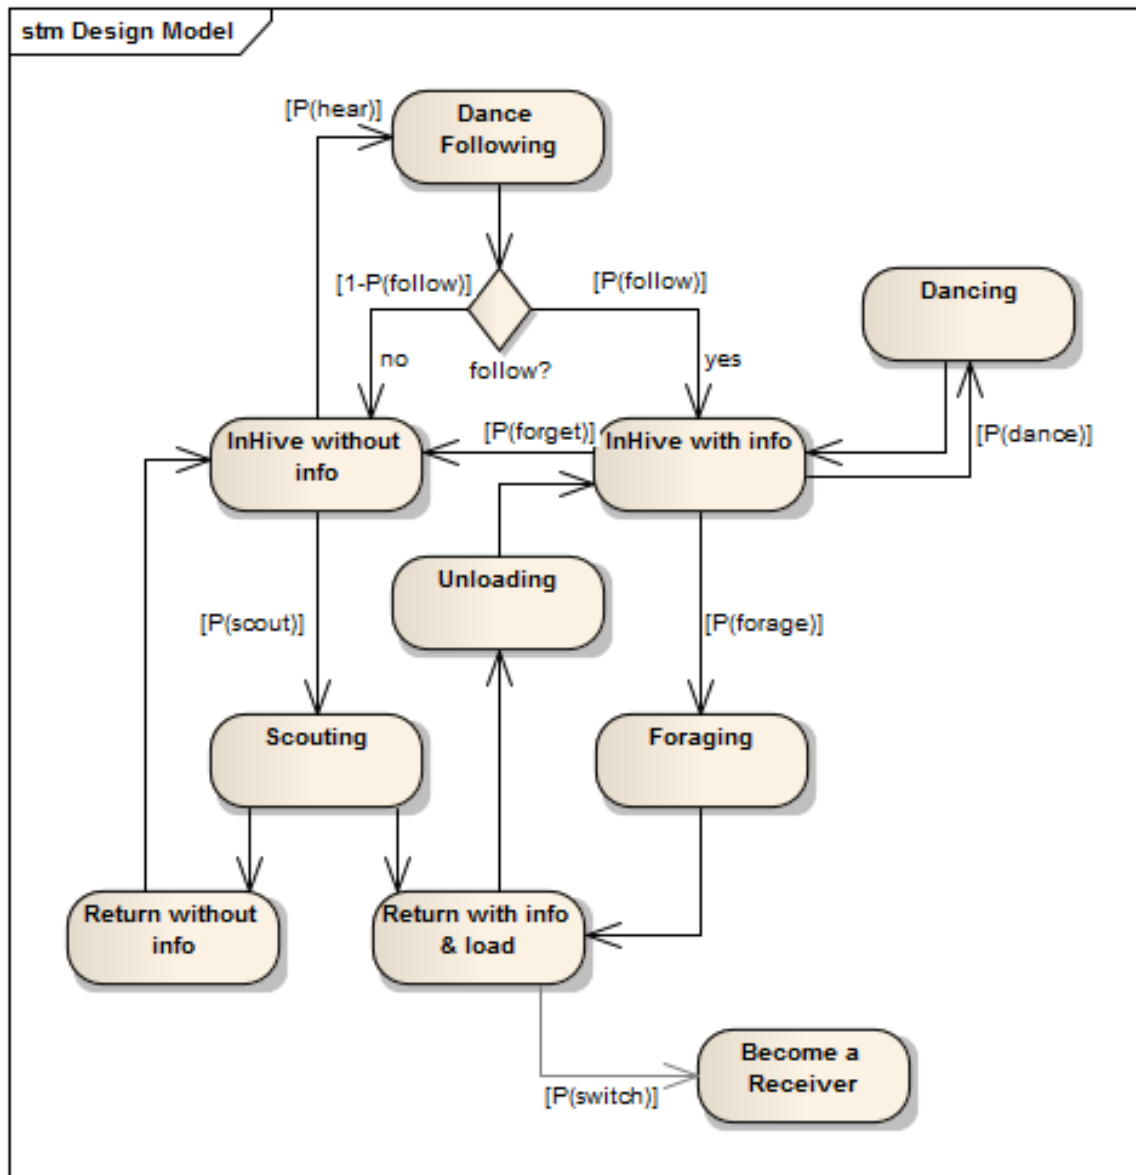 stm Design Model
[P(hear)]
Dance
Following
[1-P(follow)]
[P(follow)]
Dancing
no
follow?
yes
InHive without
info
[P(forget)]
InHive with info
[P(dance)]
Unloading
[P(scout)]
[P(forage)]
Scouting
Foraging
Return without
info
Return with info
& load
Become a
Receiver
[P(switch)]